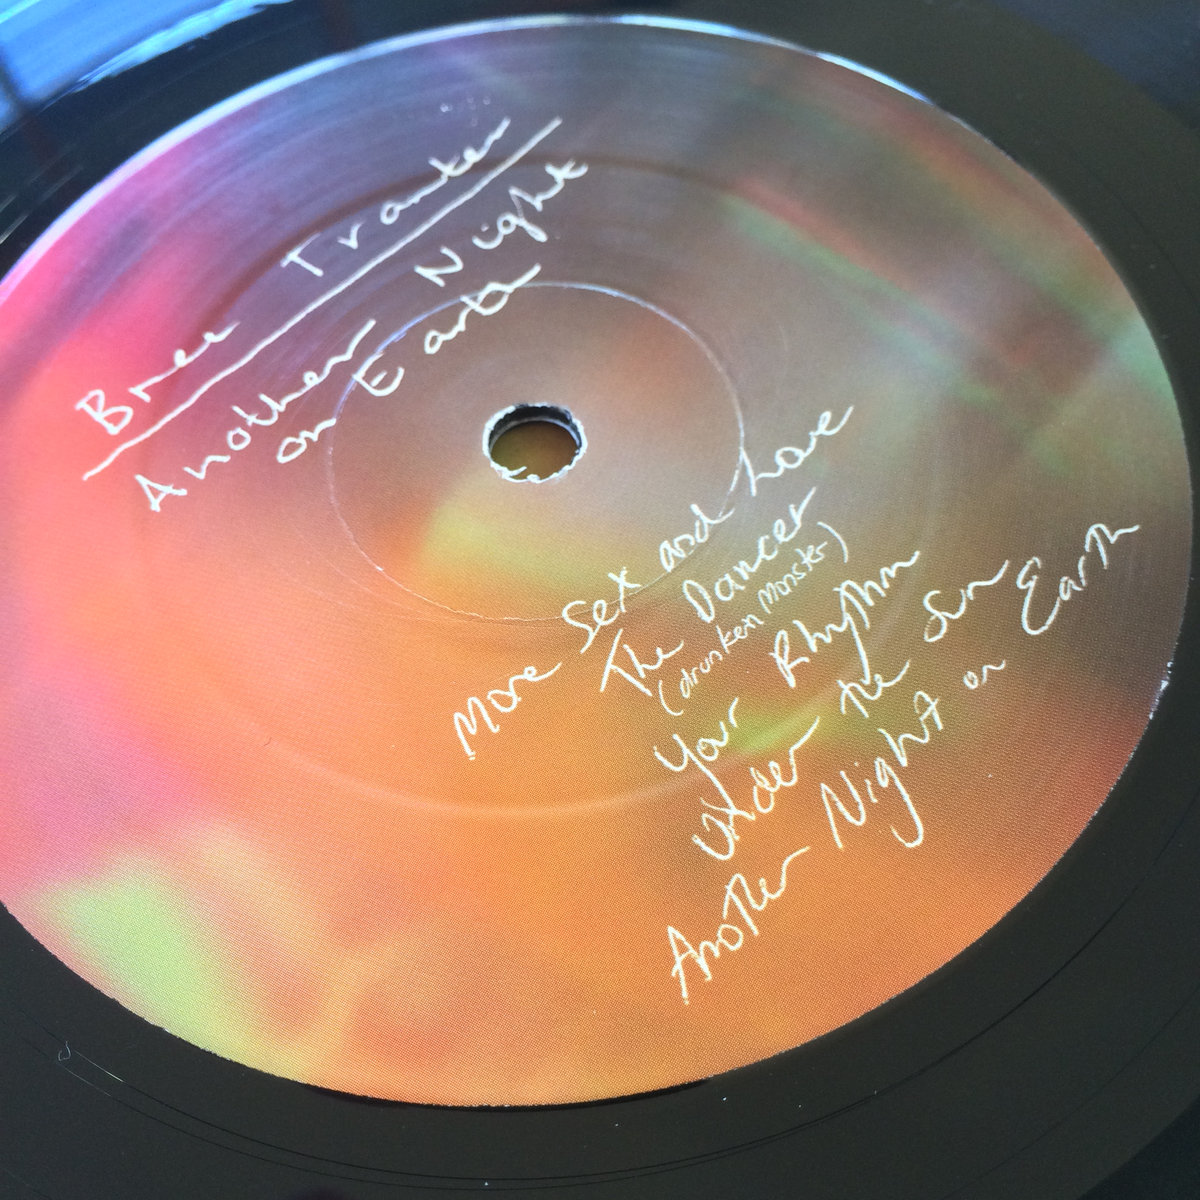 Bree Tranter
Another Night
on Earth
More Sex and Love
The Dancer
(drunken Monster)
Your Rhythm
Under the Sun
Another Night on Earth